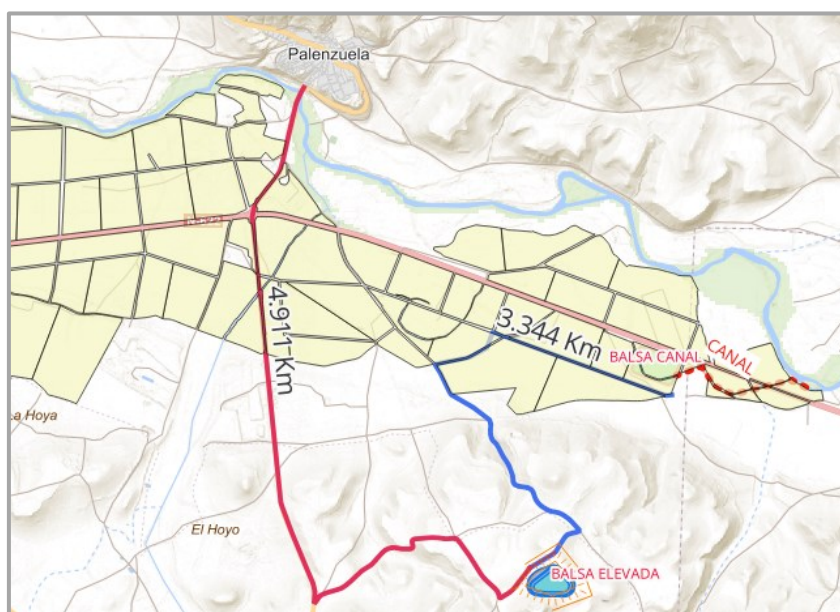 Palenzuela
4.911 Km
3.344 Km
BALSA CANAL
CANAL
La Hoya
El Hoyo
BALSA ELEVADA